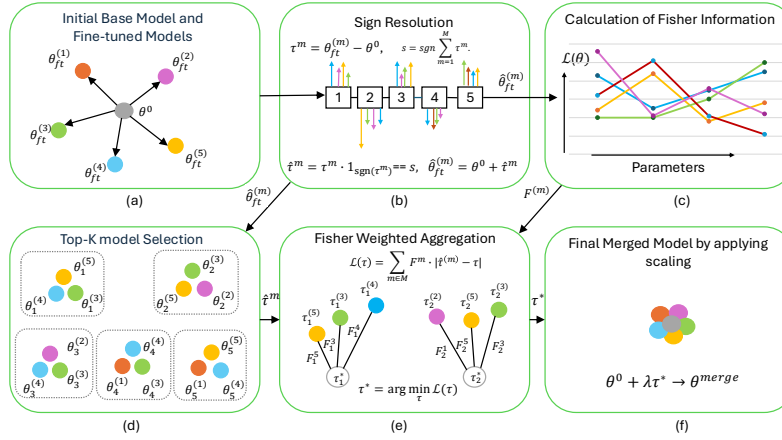 Initial Base Model and
Fine-tuned Models
θ_ft^(1)
θ_ft^(2)
θ^0
θ_ft^(3)
θ_ft^(4)
θ_ft^(5)
(a)
Sign Resolution
τ^m = θ_ft^(m) − θ^0, s = sgn ∑_{m=1}^{M} τ^m.
1 2 3 4 5
τ̂^m = τ^m · 1_{sgn(τ^m)} == s, θ̂_ft^(m) = θ^0 + τ̂^m
(b)
θ̂_ft^(m)
Calculation of Fisher Information
ℒ(θ)
Parameters
(c)
θ̂_ft^(m)
F^(m)
Top-K model Selection
θ_1^(5)
θ_1^(4)
θ_1^(3)
θ_2^(3)
θ_2^(5)
θ_2^(2)
θ_3^(2)
θ_3^(4)
θ_3^(3)
θ_4^(4)
θ_4^(1)
θ_4^(3)
θ_5^(5)
θ_5^(1)
θ_5^(4)
(d)
τ̂^m
Fisher Weighted Aggregation
ℒ(τ) = ∑_{m∈M} F^m · |τ̂^(m) − τ|
τ_1^(5)
τ_1^(3)
τ_1^(4)
F_1^5
F_1^3
F_1^4
τ_1^*
τ_2^(2)
τ_2^(5)
τ_2^(3)
F_2^1
F_2^5
F_2^3
τ_2^*
τ^* = arg min_τ ℒ(τ)
(e)
τ^*
Final Merged Model by applying
scaling
θ^0 + λτ^* → θ^merge
(f)